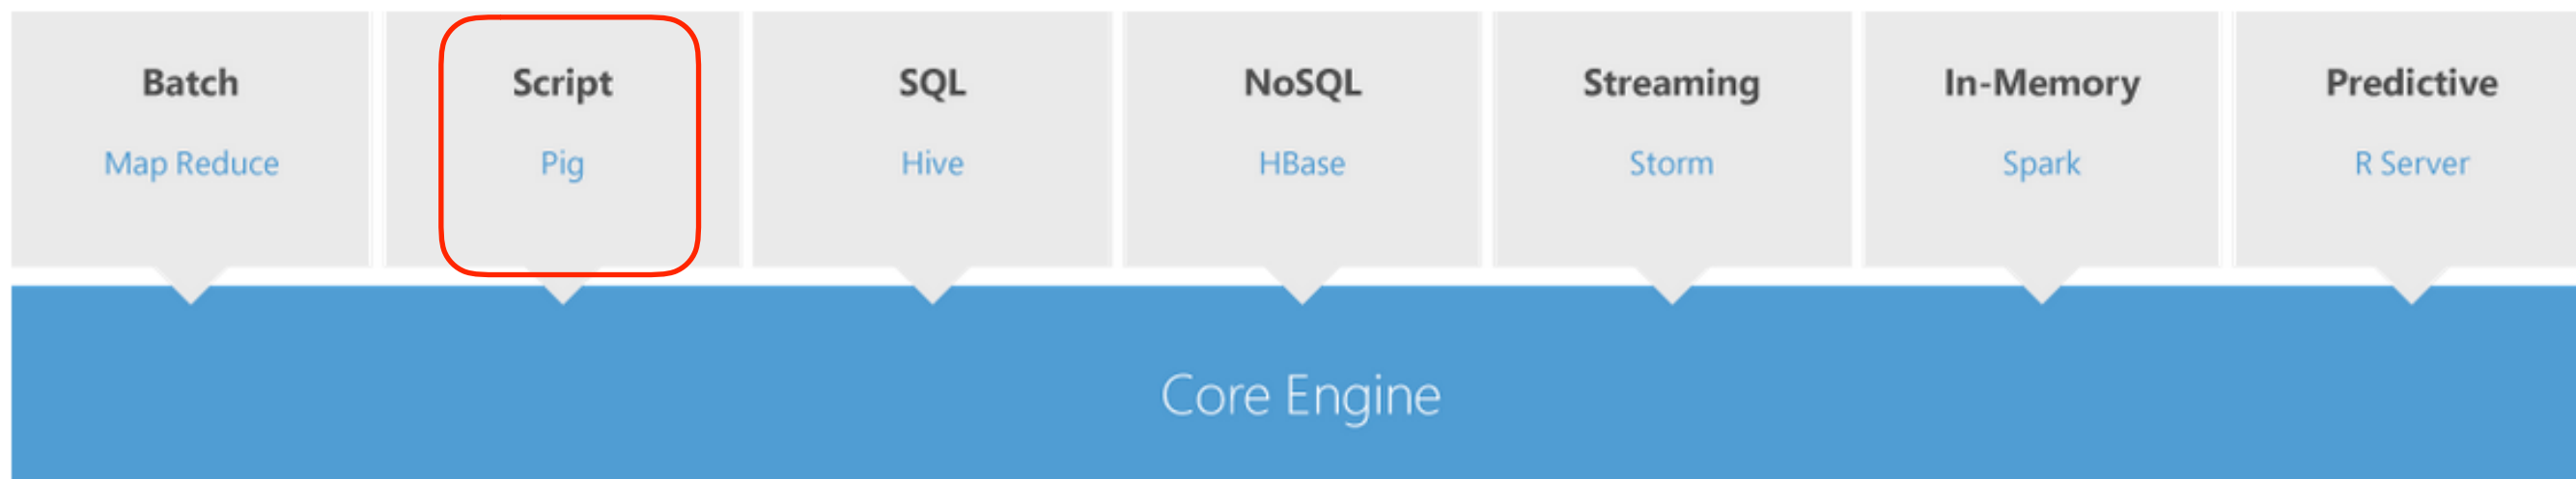 Batch
Map Reduce
Script
Pig
SQL
Hive
NoSQL
HBase
Streaming
Storm
In-Memory
Spark
Predictive
R Server
Core Engine